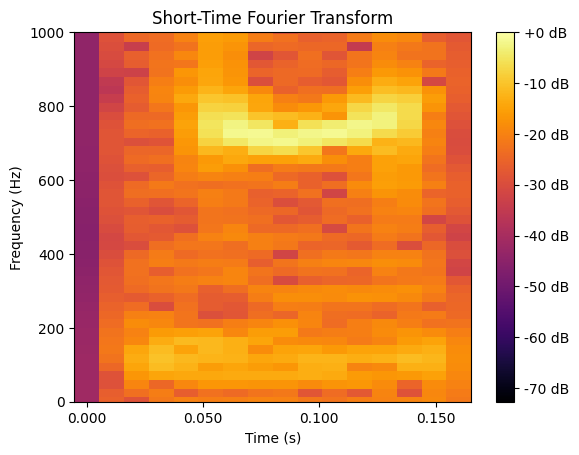 Short-Time Fourier Transform
1000
800
600
400
200
0
Frequency (Hz)
0.000
0.050
0.100
0.150
Time (s)
+0 dB
-10 dB
-20 dB
-30 dB
-40 dB
-50 dB
-60 dB
-70 dB